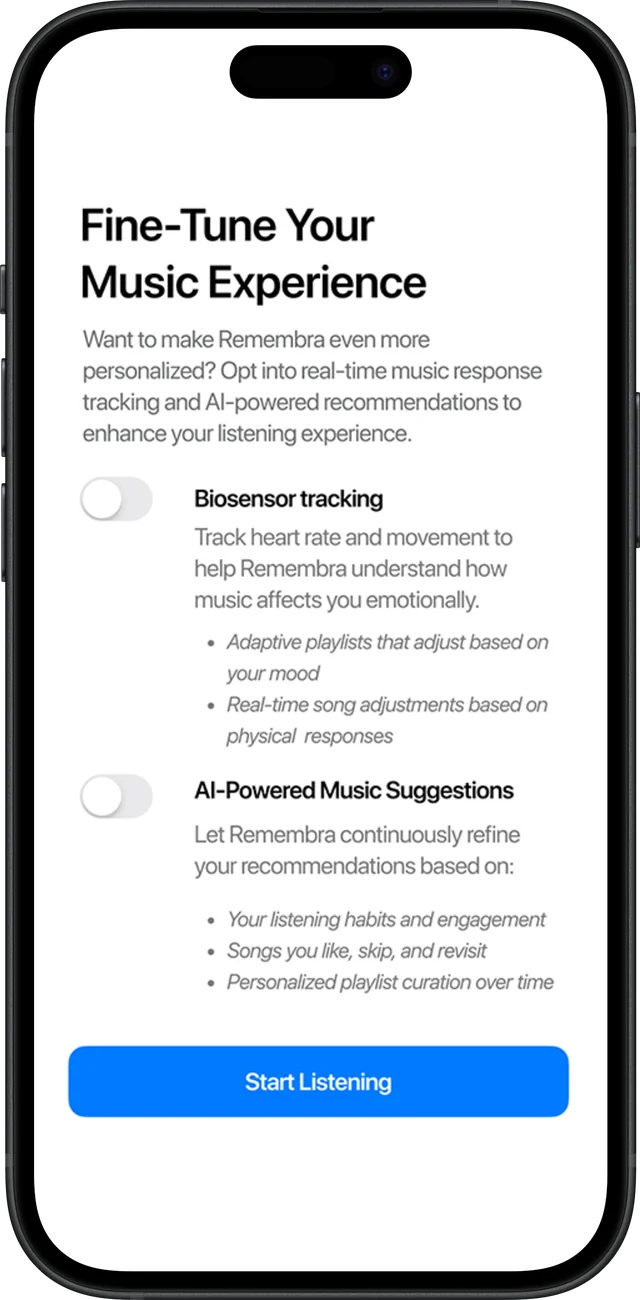 Fine-Tune Your
Music Experience
Want to make Remembra even more
personalized? Opt into real-time music response
tracking and AI-powered recommendations to
enhance your listening experience.
Biosensor tracking
Track heart rate and movement to
help Remembra understand how
music affects you emotionally.
• Adaptive playlists that adjust based on
your mood
• Real-time song adjustments based on
physical  responses
AI-Powered Music Suggestions
Let Remembra continuously refine
your recommendations based on:
• Your listening habits and engagement
• Songs you like, skip, and revisit
• Personalized playlist curation over time
Start Listening